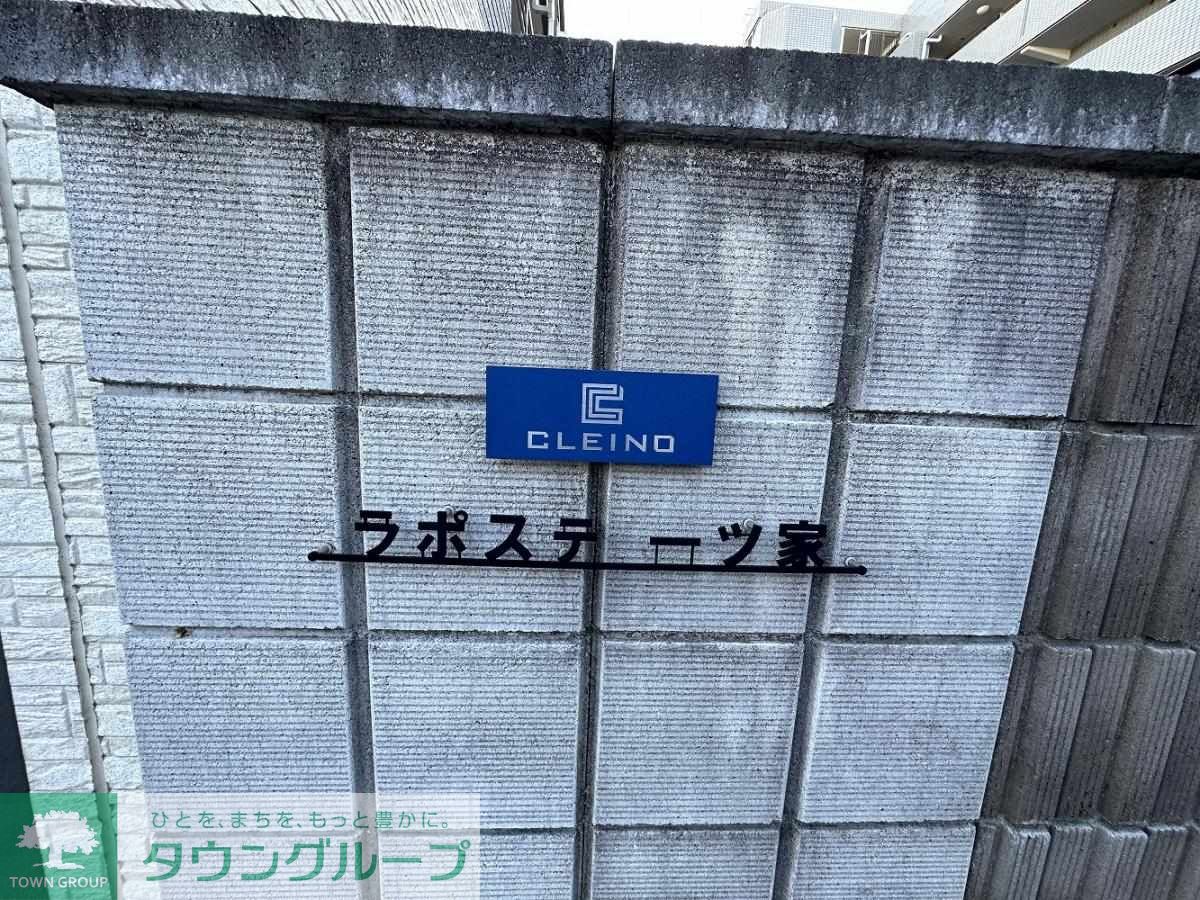 CLEINO
ラポステ ーツ家
ひとを、まちを、もっと豊かに。
タウングループ
TOWN GROUP